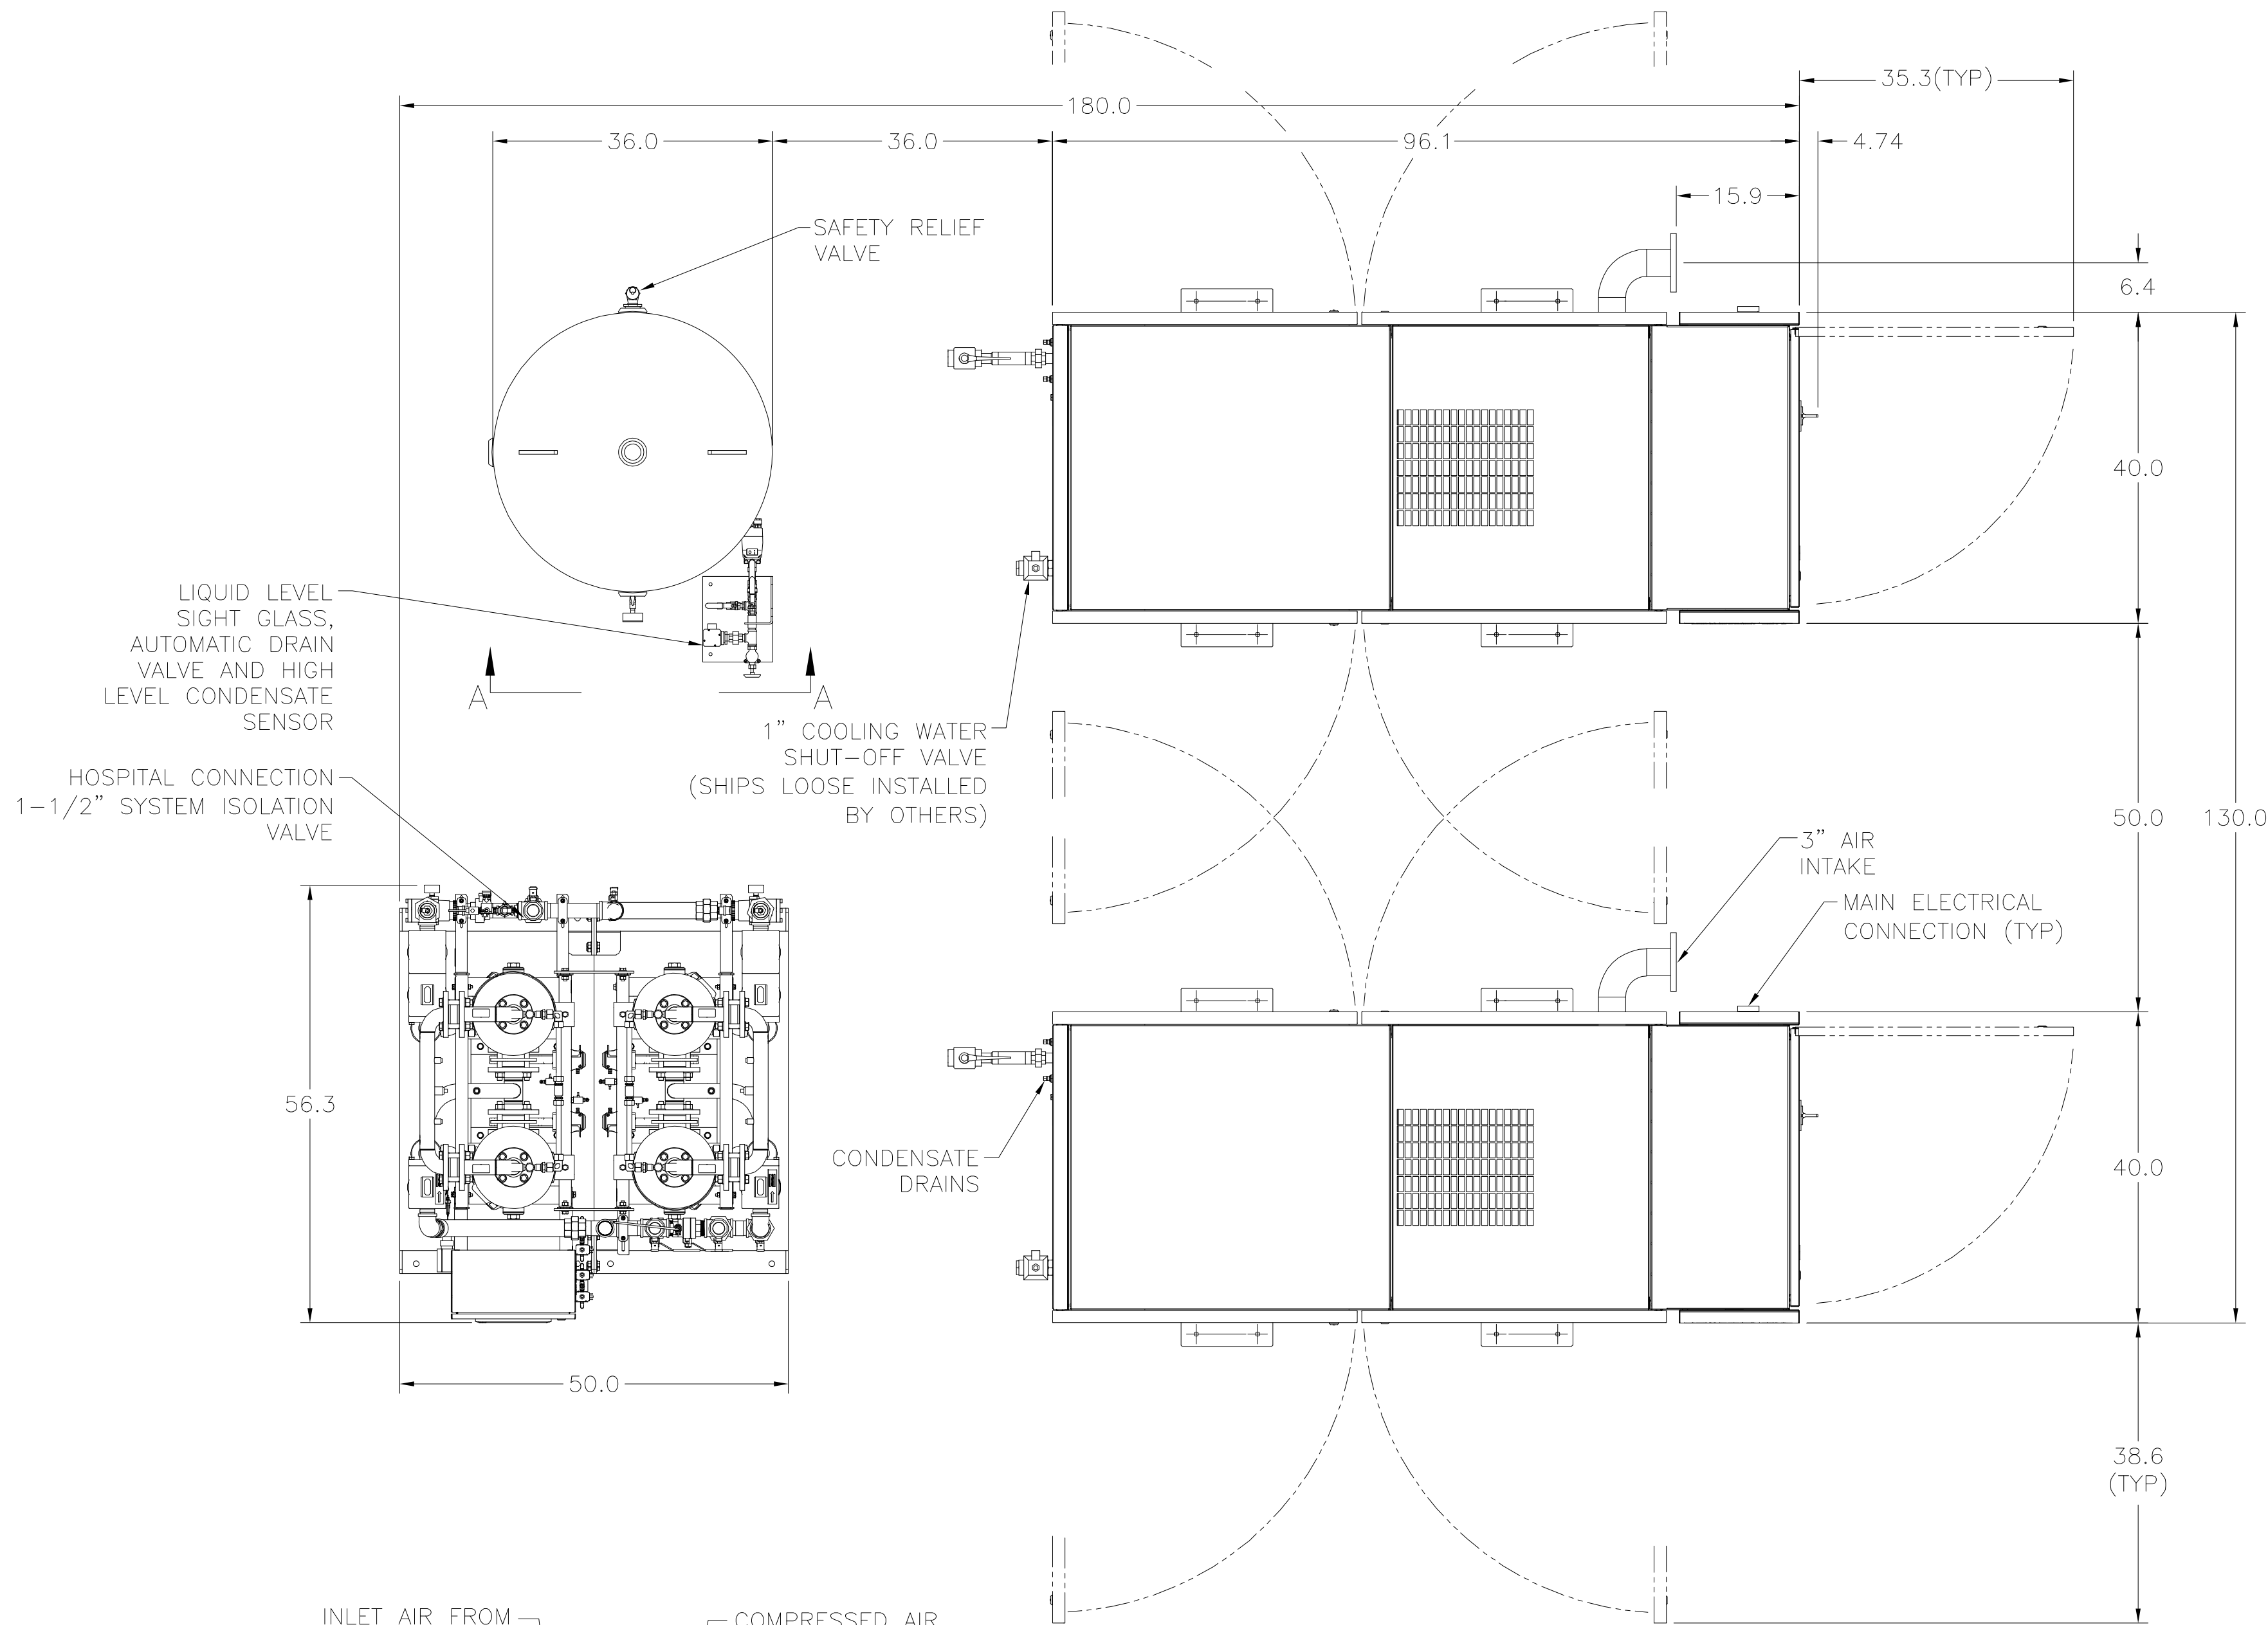 35.3(TYP)
180.0
36.0
36.0
96.1
4.74
15.9
SAFETY RELIEF
VALVE
6.4
40.0
LIQUID LEVEL
SIGHT GLASS,
AUTOMATIC DRAIN
VALVE AND HIGH
LEVEL CONDENSATE
SENSOR
A
A
1” COOLING WATER
SHUT-OFF VALVE
(SHIPS LOOSE INSTALLED
BY OTHERS)
HOSPITAL CONNECTION
1-1/2” SYSTEM ISOLATION
VALVE
50.0
130.0
3” AIR
INTAKE
MAIN ELECTRICAL
CONNECTION (TYP)
56.3
CONDENSATE
DRAINS
40.0
50.0
38.6
(TYP)
INLET AIR FROM
COMPRESSED AIR